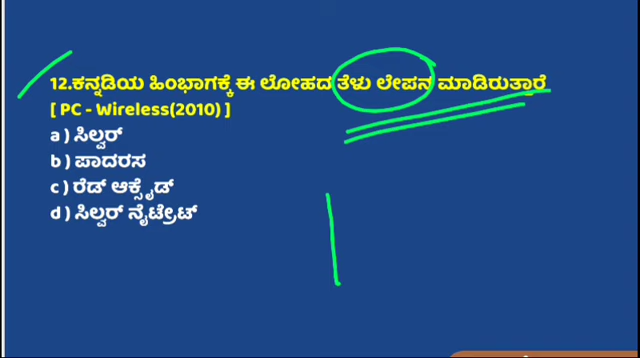 12.ಕನ್ನಡಿಯ ಹಿಂಭಾಗಕ್ಕೆ ಈ ಲೋಹದ ತೆಳು ಲೇಪನ ಮಾಡಿರುತ್ತಾರೆ
[ PC - Wireless(2010) ]
a ) ಸಿಲ್ವರ್
b ) ಪಾದರಸ
c ) ರೆಡ್ ಆಕ್ಸೈಡ್
d ) ಸಿಲ್ವರ್ ನೈಟ್ರೇಟ್